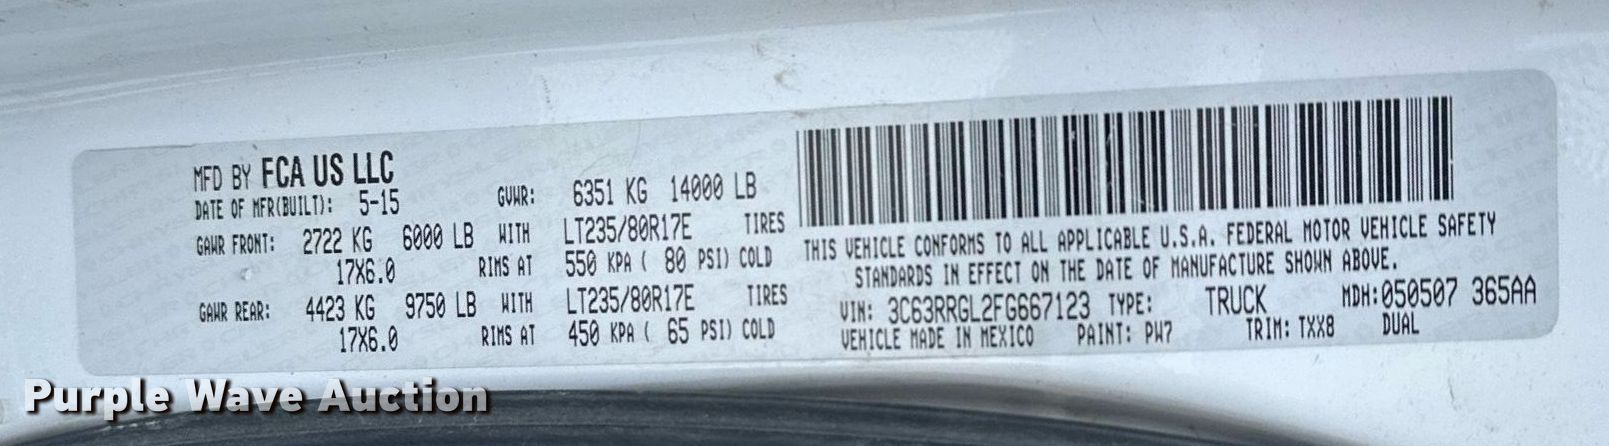 MFD BY FCA US LLC
DATE OF MFR(BUILT): 5-15 GVWR: 6351 KG 14000 LB
GAWR FRONT: 2722 KG 6000 LB WITH LT235/80R17E TIRES
17X6.0 RIMS AT 550 KPA ( 80 PSI) COLD
GAWR REAR: 4423 KG 9750 LB WITH LT235/80R17E TIRES
17X6.0 RIMS AT 450 KPA ( 65 PSI) COLD
THIS VEHICLE CONFORMS TO ALL APPLICABLE U.S.A. FEDERAL MOTOR VEHICLE SAFETY
STANDARDS IN EFFECT ON THE DATE OF MANUFACTURE SHOWN ABOVE.
VIN: 3C63RRGL2FG667123 TYPE: TRUCK MDH:050507 365AA
VEHICLE MADE IN MEXICO PAINT: PW7 TRIM: TXX8 DUAL
Purple Wave Auction